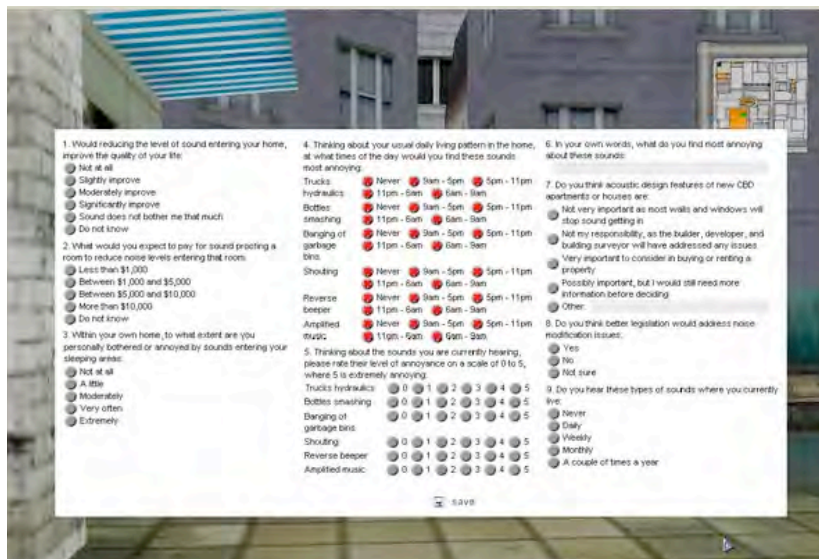 1. Would reducing the level of sound entering your home,
improve the quality of your life:
Not at all
Slightly improve
Moderately improve
Significantly improve
Sound does not bother me that much
Do not know
2. What would you expect to pay for sound proofing a
room to reduce noise levels entering that room:
Less than $1,000
Between $1,000 and $5,000
Between $5,000 and $10,000
More than $10,000
Do not know
3. Within your own home, to what extent are you
personally bothered or annoyed by sounds entering your
sleeping areas:
Not at all
A little
Moderately
Very often
Extremely
4. Thinking about your usual daily living pattern in the home,
at what times of the day would you find these sounds
most annoying:
Trucks Never 9am - 5pm 5pm - 11pm
hydraulics 11pm - 6am 6am - 9am
Bottles Never 9am - 5pm 5pm - 11pm
smashing 11pm - 6am 6am - 9am
Banging of Never 9am - 5pm 5pm - 11pm
garbage 11pm - 6am 6am - 9am
bins
Shouting Never 9am - 5pm 5pm - 11pm
11pm - 6am 6am - 9am
Reverse Never 9am - 5pm 5pm - 11pm
beeper 11pm - 6am 6am - 9am
Amplified Never 9am - 5pm 5pm - 11pm
music 11pm - 6am 6am - 9am
5. Thinking about the sounds you are currently hearing,
please rate their level of annoyance on a scale of 0 to 5,
where 5 is extremely annoying:
Trucks hydraulics 0 1 2 3 4 5
Bottles smashing 0 1 2 3 4 5
Banging of 0 1 2 3 4 5
garbage bins
Shouting 0 1 2 3 4 5
Reverse beeper 0 1 2 3 4 5
Amplified music 0 1 2 3 4 5
6. In your own words, what do you find most annoying
about these sounds:
7. Do you think acoustic design features of new CBD
apartments or houses are:
Not very important as most walls and windows will
stop sound getting in
Not my responsibility, as the builder, developer, and
building surveyor will have addressed any issues
Very important to consider in buying or renting a
property
Possibly important, but I would still need more
information before deciding
Other:
8. Do you think better legislation would address noise
modification issues:
Yes
No
Not sure
9. Do you hear these types of sounds where you currently
live:
Never
Daily
Weekly
Monthly
A couple of times a year
save